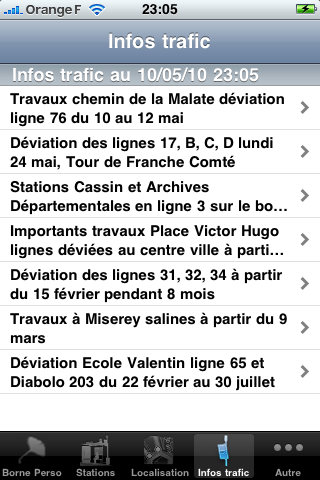 Orange F 23:05
Infos trafic
Infos trafic au 10/05/10 23:05
Travaux chemin de la Malate déviation
ligne 76 du 10 au 12 mai
Déviation des lignes 17, B, C, D lundi
24 mai, Tour de Franche Comté
Stations Cassin et Archives
Départementales en ligne 3 sur le bo...
Importants travaux Place Victor Hugo
lignes déviées au centre ville à parti...
Déviation des lignes 31, 32, 34 à partir
du 15 février pendant 8 mois
Travaux à Miserey salines à partir du 9
mars
Déviation Ecole Valentin ligne 65 et
Diabolo 203 du 22 février au 30 juillet
Borne Perso Stations Localisation Infos trafic Autre